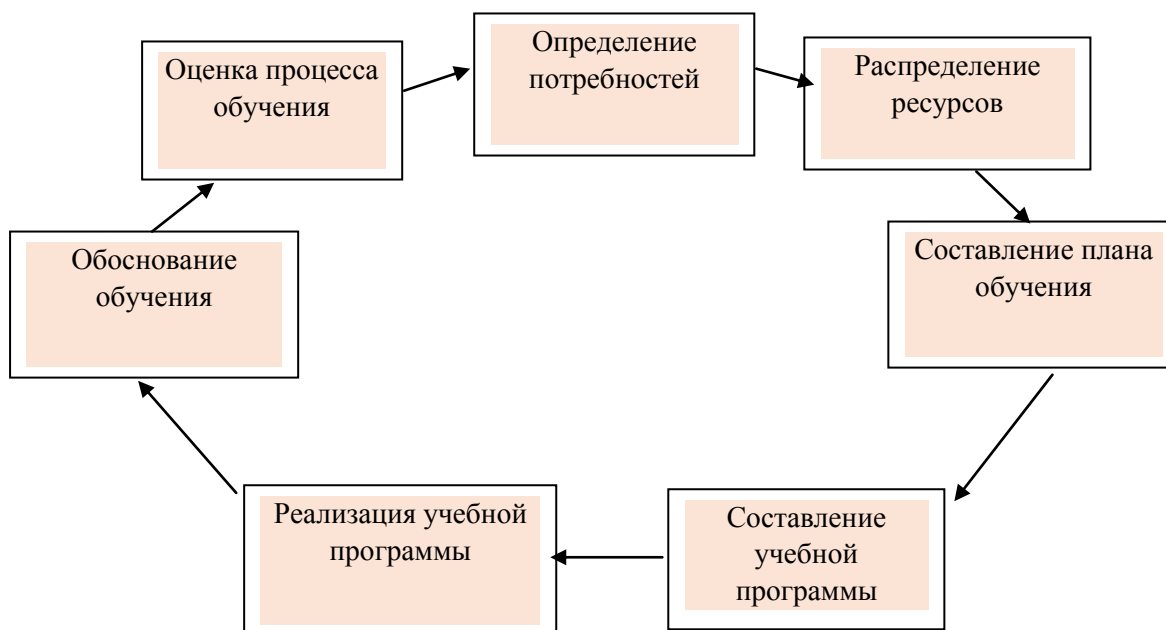 Определение
потребностей
Распределение
ресурсов
Составление плана
обучения
Составление
учебной
программы
Реализация учебной
программы
Обоснование
обучения
Оценка процесса
обучения